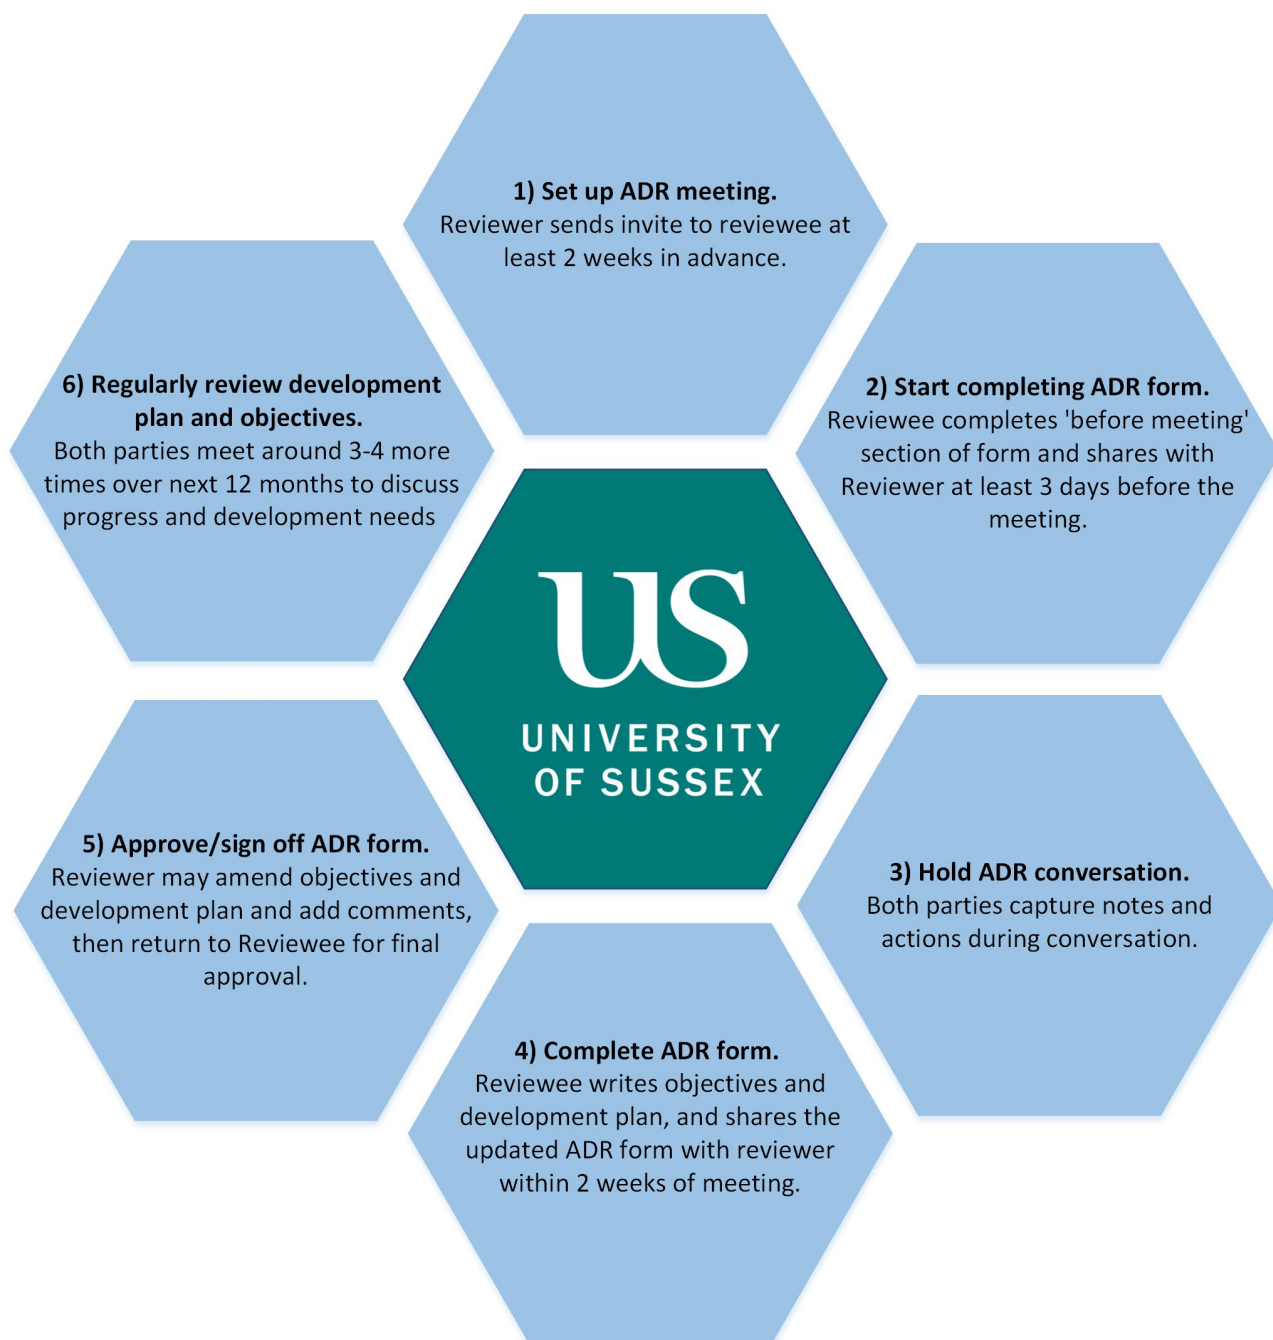 1) Set up ADR meeting.
Reviewer sends invite to reviewee at
least 2 weeks in advance.
2) Start completing ADR form.
Reviewee completes 'before meeting'
section of form and shares with
Reviewer at least 3 days before the
meeting.
3) Hold ADR conversation.
Both parties capture notes and
actions during conversation.
4) Complete ADR form.
Reviewee writes objectives and
development plan, and shares the
updated ADR form with reviewer
within 2 weeks of meeting.
5) Approve/sign off ADR form.
Reviewer may amend objectives and
development plan and add comments,
then return to Reviewee for final
approval.
6) Regularly review development
plan and objectives.
Both parties meet around 3-4 more
times over next 12 months to discuss
progress and development needs
US
UNIVERSITY
OF SUSSEX